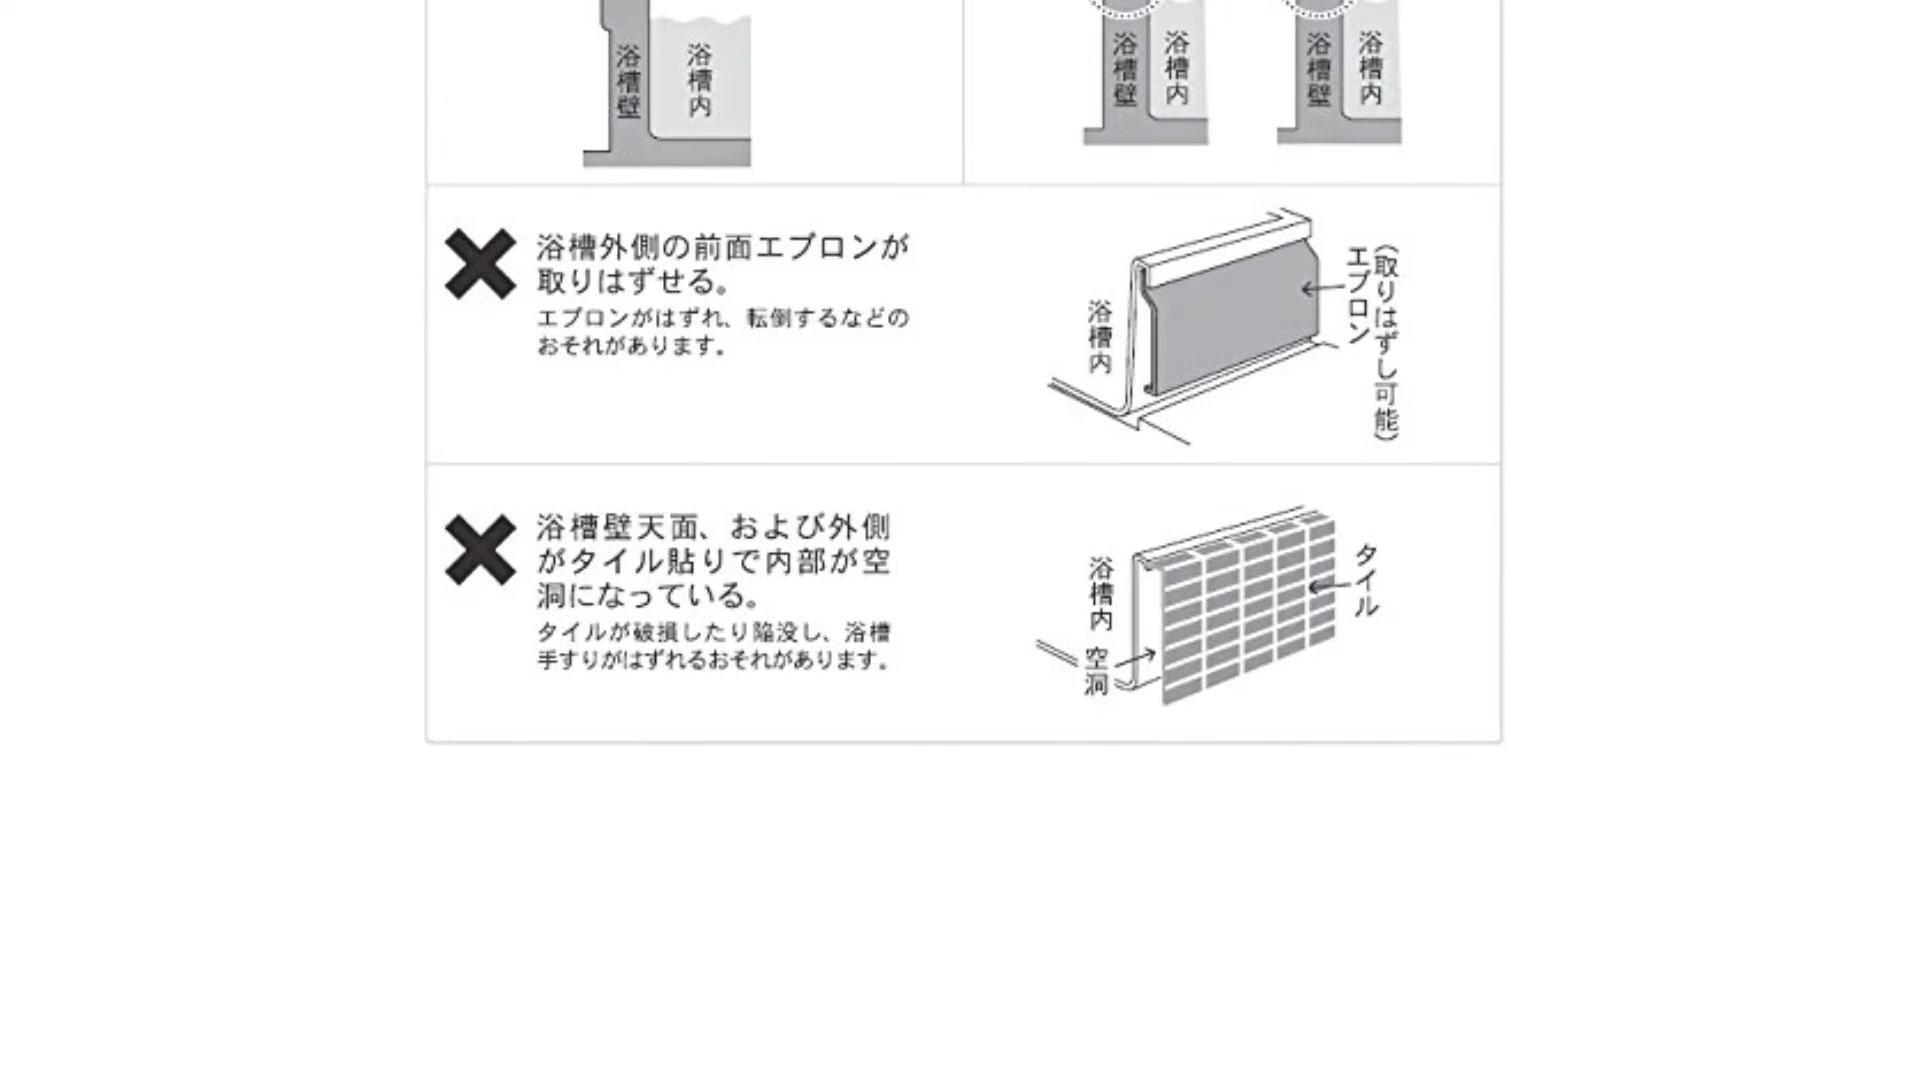 浴槽壁
浴槽内
浴槽壁
浴槽内
浴槽壁
浴槽内
浴槽外側の前面エプロンが
取りはずせる。
エプロンがはずれ、転倒するなどの
おそれがあります。
浴槽内
エプロン
（取りはずし可能）
浴槽壁天面、および外側
がタイル貼りで内部が空
洞になっている。
タイルが破損したり陥没し、浴槽
手すりがはずれるおそれがあります。
浴槽内
空洞
タイル